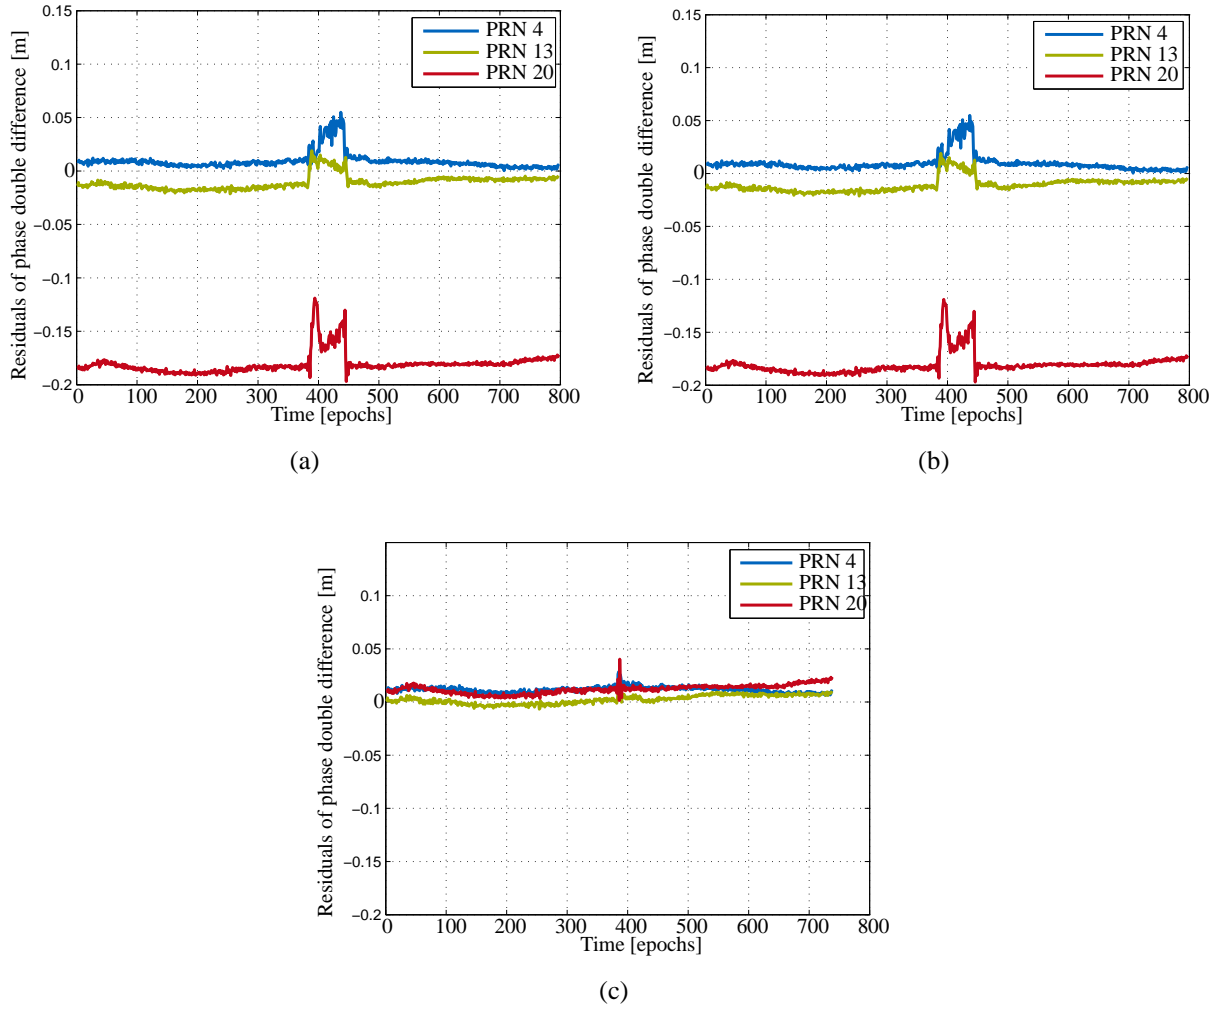 0.15
PRN 4
PRN 13
PRN 20
0.1
0.05
0
−0.05
−0.1
−0.15
−0.2
Residuals of phase double difference [m]
0 100 200 300 400 500 600 700 800
Time [epochs]
(a)
0.15
PRN 4
PRN 13
PRN 20
0.1
0.05
0
−0.05
−0.1
−0.15
−0.2
Residuals of phase double difference [m]
0 100 200 300 400 500 600 700 800
Time [epochs]
(b)
PRN 4
PRN 13
PRN 20
0.1
0.05
0
−0.05
−0.1
−0.15
−0.2
Residuals of phase double difference [m]
0 100 200 300 400 500 600 700 800
Time [epochs]
(c)